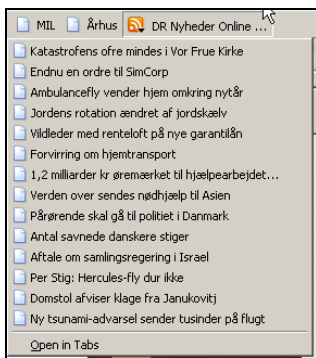 MIL Århus DR Nyheder Online ...
Katastrofens ofre mindes i Vor Frue Kirke
Endnu en ordre til SimCorp
Ambulancefly vender hjem omkring nytår
Jordens rotation ændret af jordskælv
Vildleder med renteloft på nye garantilån
Forvirring om hjemtransport
1,2 milliarder kr øremærket til hjælpearbejdet...
Verden over sendes nødhjælp til Asien
Pårørende skal gå til politiet i Danmark
Antal savnede danskere stiger
Aftale om samlingsregering i Israel
Per Stig: Hercules-fly dur ikke
Domstol afviser klage fra Janukovitj
Ny tsunami-advarsel sender tusinder på flugt
Open in Tabs